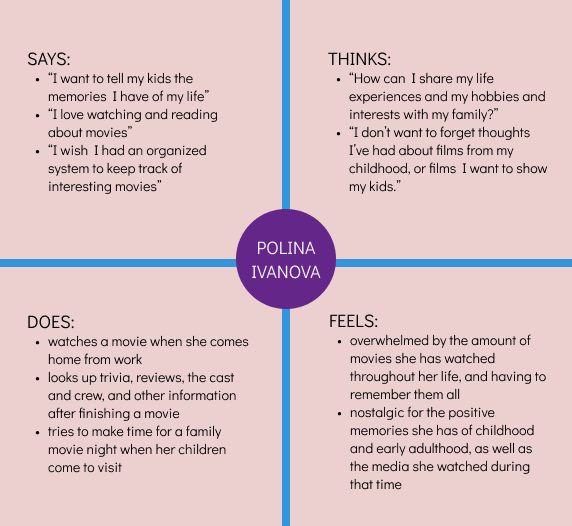 SAYS:
• “I want to tell my kids the
memories I have of my life”
• “I love watching and reading
about movies”
• “I wish I had an organized
system to keep track of
interesting movies”
THINKS:
• “How can I share my life
experiences and my hobbies and
interests with my family?”
• “I don’t want to forget thoughts
I’ve had about films from my
childhood, or films I want to show
my kids.”
POLINA
IVANOVA
DOES:
• watches a movie when she comes
home from work
• looks up trivia, reviews, the cast
and crew, and other information
after finishing a movie
• tries to make time for a family
movie night when her children
come to visit
FEELS:
• overwhelmed by the amount of
movies she has watched
throughout her life, and having to
remember them all
• nostalgic for the positive
memories she has of childhood
and early adulthood, as well as
the media she watched during
that time